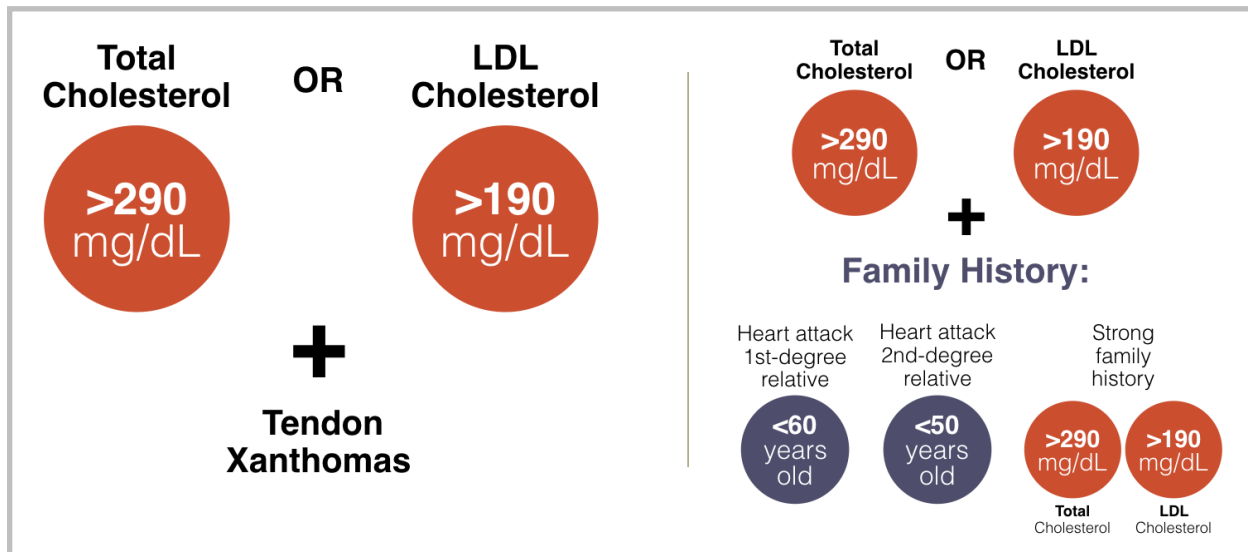 Total
Cholesterol
OR
LDL
Cholesterol
>290
mg/dL
>190
mg/dL
+
Tendon
Xanthomas
Total
Cholesterol
OR
LDL
Cholesterol
>290
mg/dL
>190
mg/dL
+
Family History:
Heart attack
1st-degree
relative
<60
years
old
Heart attack
2nd-degree
relative
<50
years
old
Strong
family
history
>290
mg/dL
Total
Cholesterol
>190
mg/dL
LDL
Cholesterol